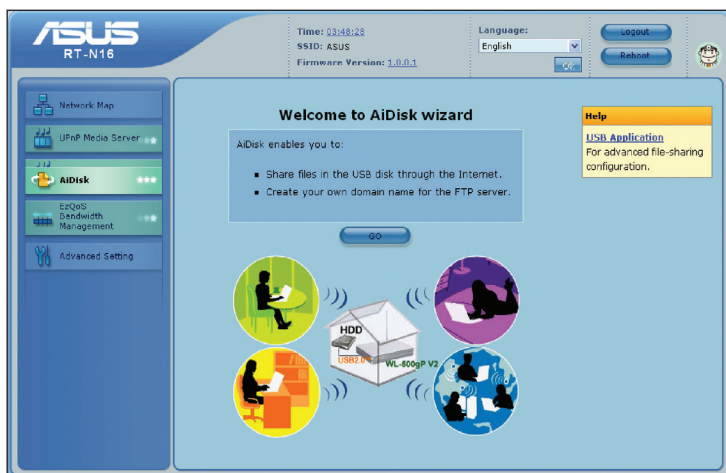 ASUS
RT-N16
Time: 03:48:28
SSID: ASUS
Firmware Version: 1.0.0.1
Language:
English
OK
Logout
Reboot
Network Map
UPnP Media Server
AiDisk
EzQoS
Bandwidth
Management
Advanced Setting
Welcome to AiDisk wizard
AiDisk enables you to:
▪ Share files in the USB disk through the Internet.
▪ Create your own domain name for the FTP server.
GO
HDD
USB2.0
WL-500gP V2
Help
USB Application
For advanced file-sharing
configuration.